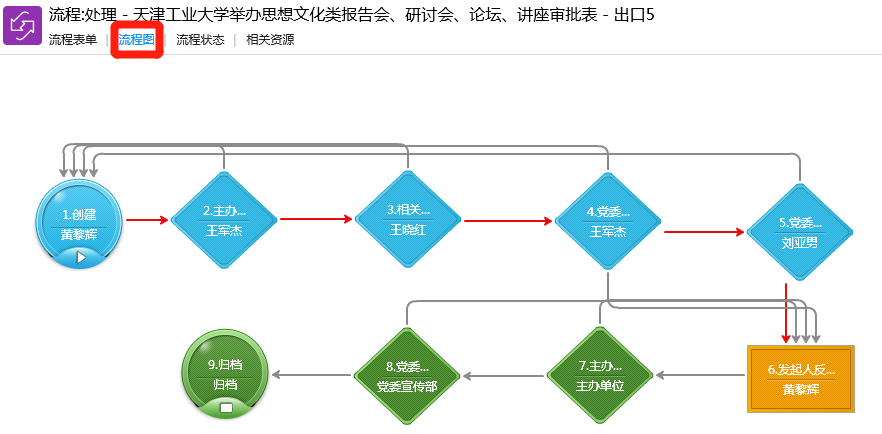 流程:处理 - 天津工业大学举办思想文化类报告会、研讨会、论坛、讲座审批表 - 出口5
流程表单 | 流程图 | 流程状态 | 相关资源
1.创建
黄黎辉
2.主办...
王军杰
3.相关...
王晓红
4.党委...
王军杰
5.党委...
刘亚男
9.归档
归档
8.党委...
党委宣传部
7.主办...
主办单位
6.发起人反...
黄黎辉